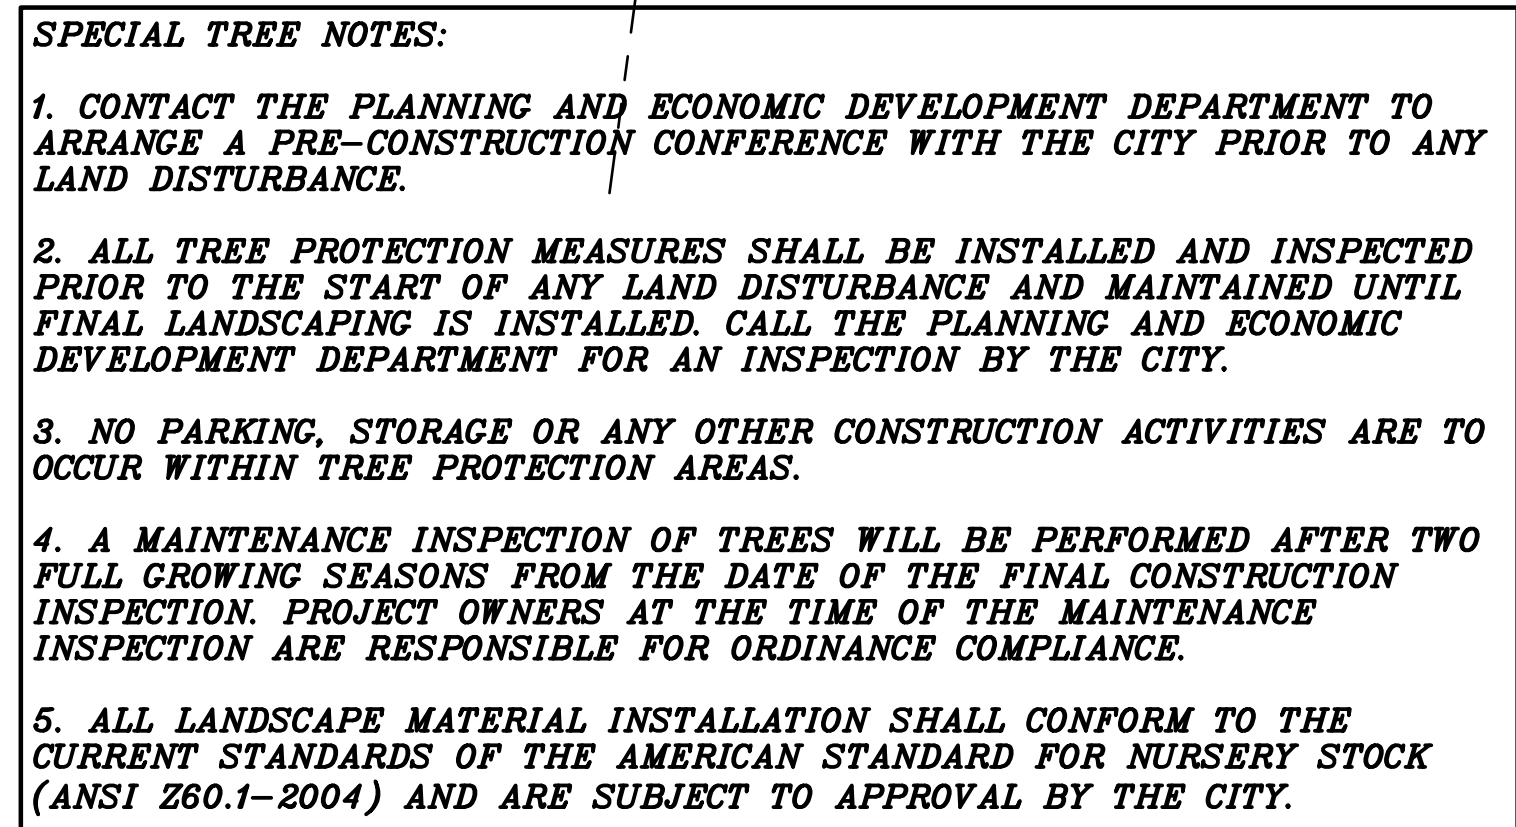 SPECIAL TREE NOTES:
1. CONTACT THE PLANNING AND ECONOMIC DEVELOPMENT DEPARTMENT TO
ARRANGE A PRE-CONSTRUCTION CONFERENCE WITH THE CITY PRIOR TO ANY
LAND DISTURBANCE.
2. ALL TREE PROTECTION MEASURES SHALL BE INSTALLED AND INSPECTED
PRIOR TO THE START OF ANY LAND DISTURBANCE AND MAINTAINED UNTIL
FINAL LANDSCAPING IS INSTALLED. CALL THE PLANNING AND ECONOMIC
DEVELOPMENT DEPARTMENT FOR AN INSPECTION BY THE CITY.
3. NO PARKING, STORAGE OR ANY OTHER CONSTRUCTION ACTIVITIES ARE TO
OCCUR WITHIN TREE PROTECTION AREAS.
4. A MAINTENANCE INSPECTION OF TREES WILL BE PERFORMED AFTER TWO
FULL GROWING SEASONS FROM THE DATE OF THE FINAL CONSTRUCTION
INSPECTION. PROJECT OWNERS AT THE TIME OF THE MAINTENANCE
INSPECTION ARE RESPONSIBLE FOR ORDINANCE COMPLIANCE.
5. ALL LANDSCAPE MATERIAL INSTALLATION SHALL CONFORM TO THE
CURRENT STANDARDS OF THE AMERICAN STANDARD FOR NURSERY STOCK
(ANSI Z60.1-2004) AND ARE SUBJECT TO APPROVAL BY THE CITY.